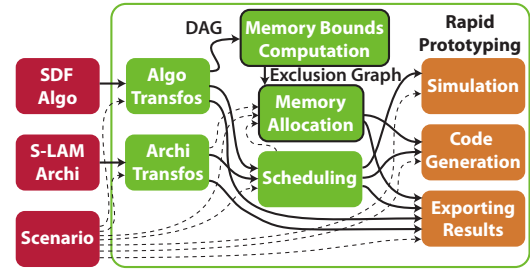 DAG
Memory Bounds
Computation
Rapid
Prototyping
SDF
Algo
Algo
Transfos
Exclusion Graph
Simulation
Memory
Allocation
S-LAM
Archi
Archi
Transfos
Scheduling
Code
Generation
Scenario
Exporting
Results